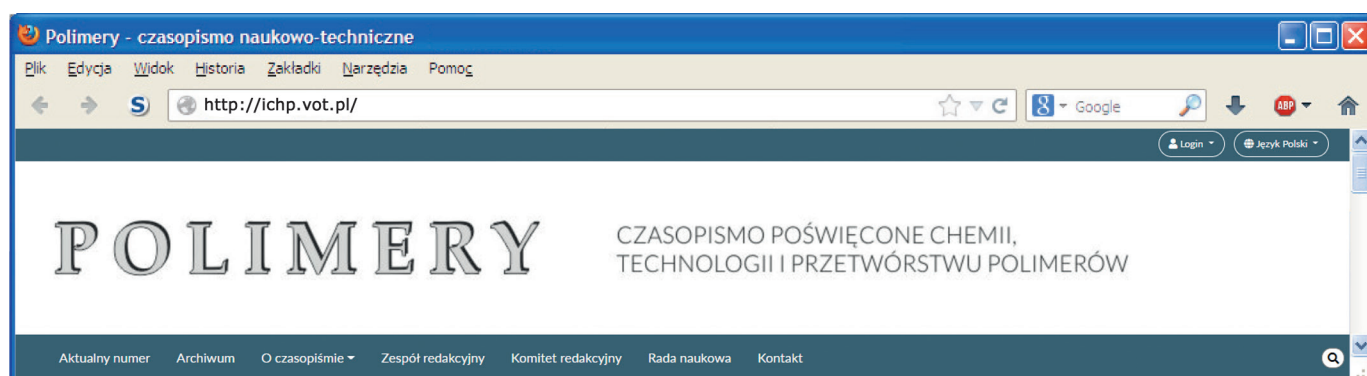 Polimery - czasopismo naukowo-techniczne
Plik Edycja Widok Historia Zakładki Narzędzia Pomoc
S http://ichp.vot.pl/ 8 Google ABP
Login Język Polski
POLIMERY
CZASOPISMO POŚWIĘCONE CHEMII,
TECHNOLOGII I PRZETWÓRSTWU POLIMERÓW
Aktualny numer Archiwum O czasopiśmie Zespół redakcyjny Komitet redakcyjny Rada naukowa Kontakt